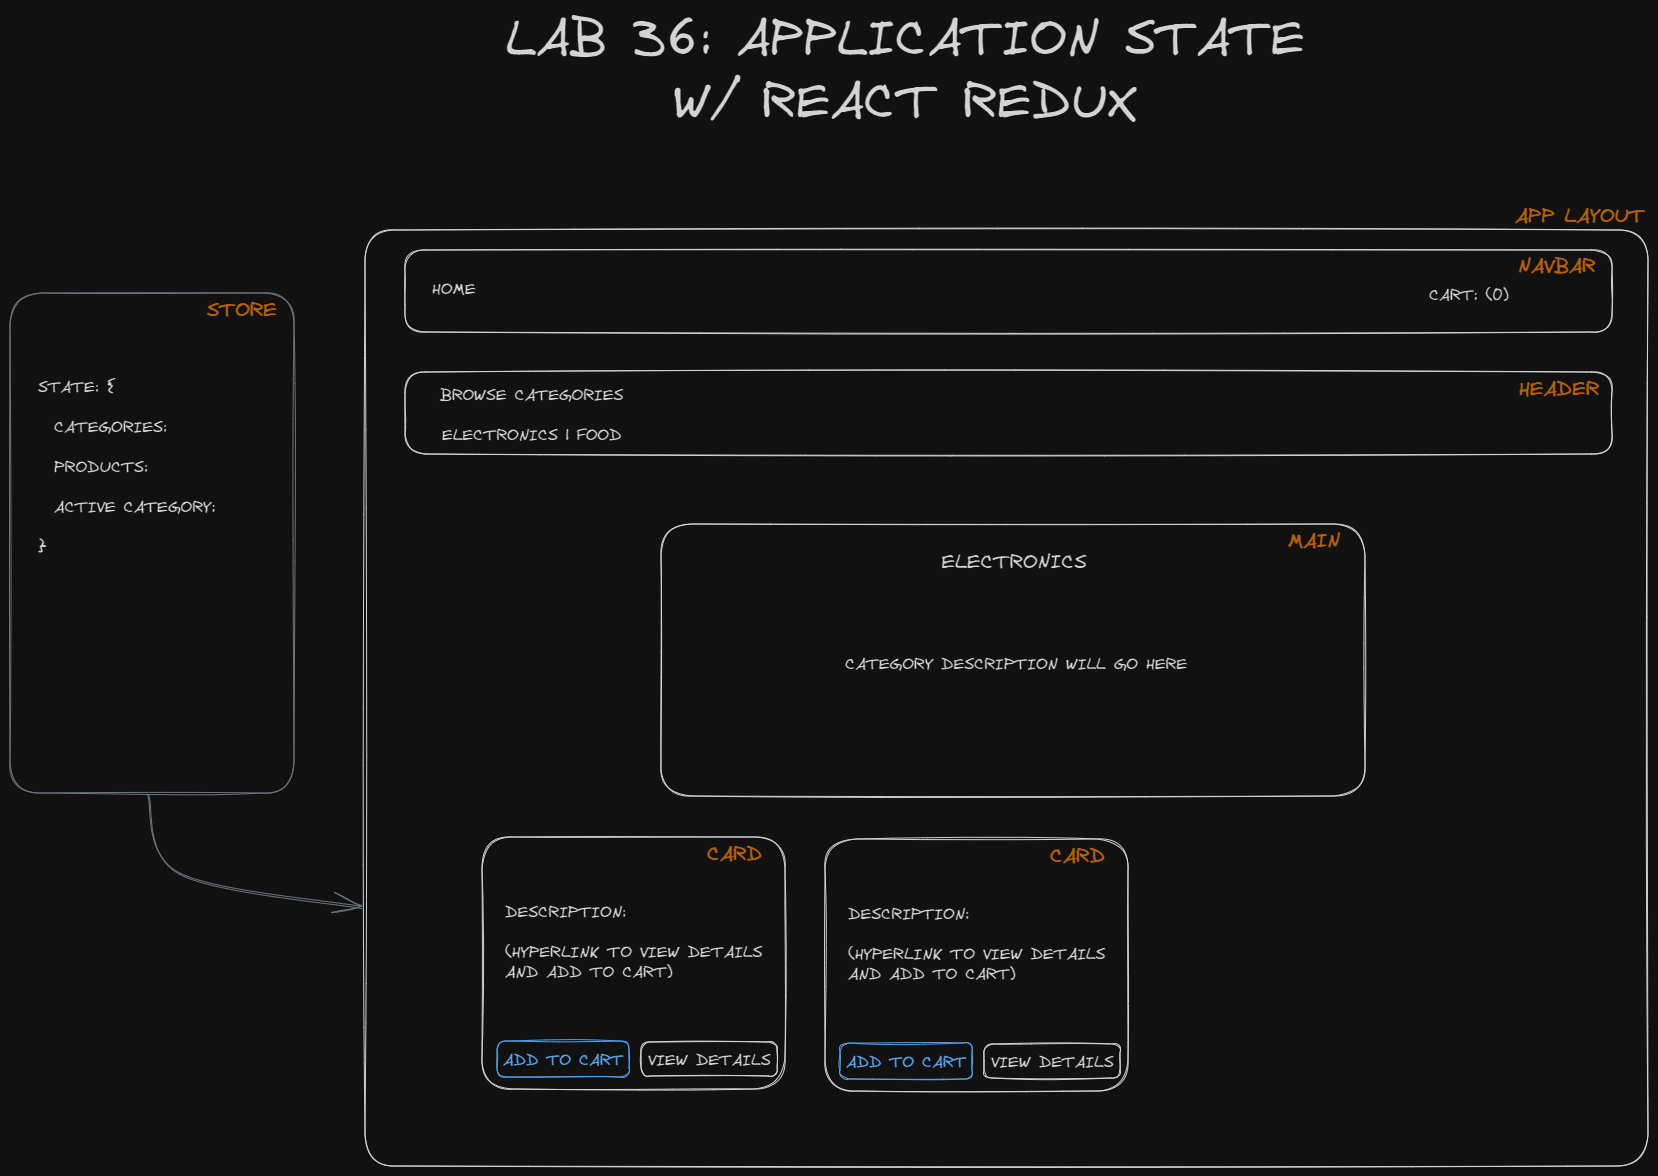 LAB 36: APPLICATION STATE
W/ REACT REDUX
APP LAYOUT
NAVBAR
HOME
CART: (0)
STORE
STATE: {
CATEGORIES:
PRODUCTS:
ACTIVE CATEGORY:
}
HEADER
BROWSE CATEGORIES
ELECTRONICS | FOOD
MAIN
ELECTRONICS
CATEGORY DESCRIPTION WILL GO HERE
CARD
DESCRIPTION:
(HYPERLINK TO VIEW DETAILS
AND ADD TO CART)
ADD TO CART
VIEW DETAILS
CARD
DESCRIPTION:
(HYPERLINK TO VIEW DETAILS
AND ADD TO CART)
ADD TO CART
VIEW DETAILS